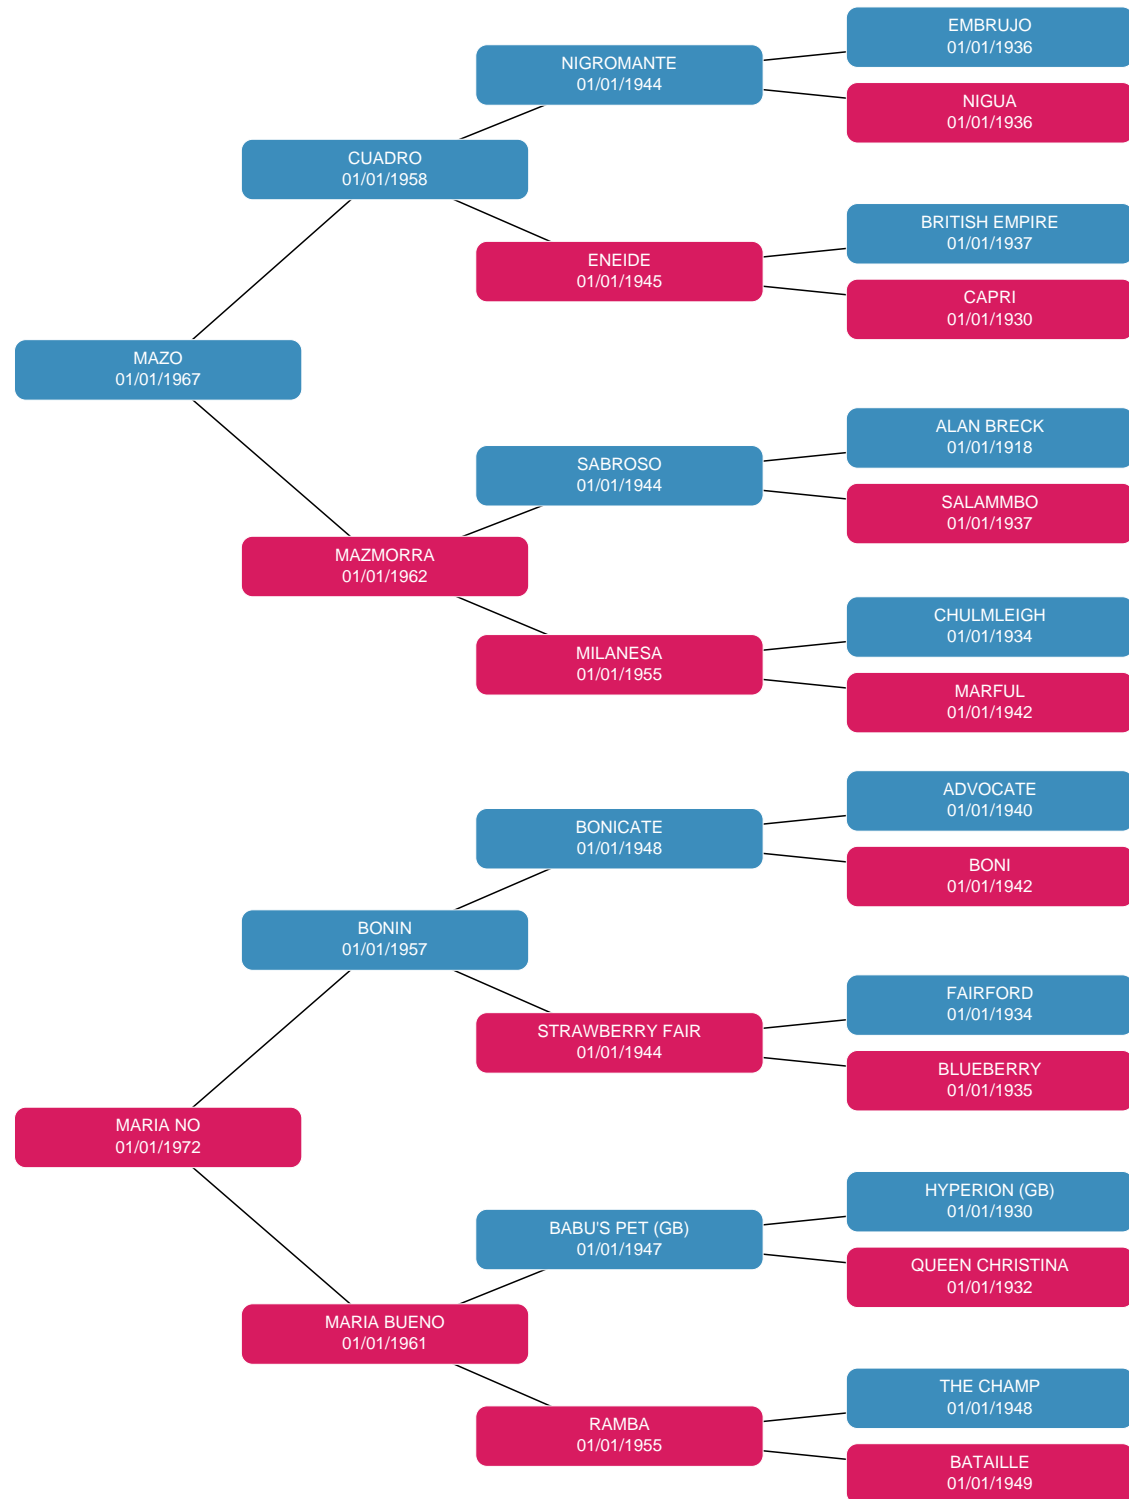 EMBRUJO
01/01/1936
NIGROMANTE
01/01/1944
NIGUA
01/01/1936
CUADRO
01/01/1958
BRITISH EMPIRE
01/01/1937
ENEIDE
01/01/1945
CAPRI
01/01/1930
MAZO
01/01/1967
ALAN BRECK
01/01/1918
SABROSO
01/01/1944
SALAMMBO
01/01/1937
MAZMORRA
01/01/1962
CHULMLEIGH
01/01/1934
MILANESA
01/01/1955
MARFUL
01/01/1942
ADVOCATE
01/01/1940
BONICATE
01/01/1948
BONI
01/01/1942
BONIN
01/01/1957
FAIRFORD
01/01/1934
STRAWBERRY FAIR
01/01/1944
BLUEBERRY
01/01/1935
MARIA NO
01/01/1972
HYPERION (GB)
01/01/1930
BABU'S PET (GB)
01/01/1947
QUEEN CHRISTINA
01/01/1932
MARIA BUENO
01/01/1961
THE CHAMP
01/01/1948
RAMBA
01/01/1955
BATAILLE
01/01/1949